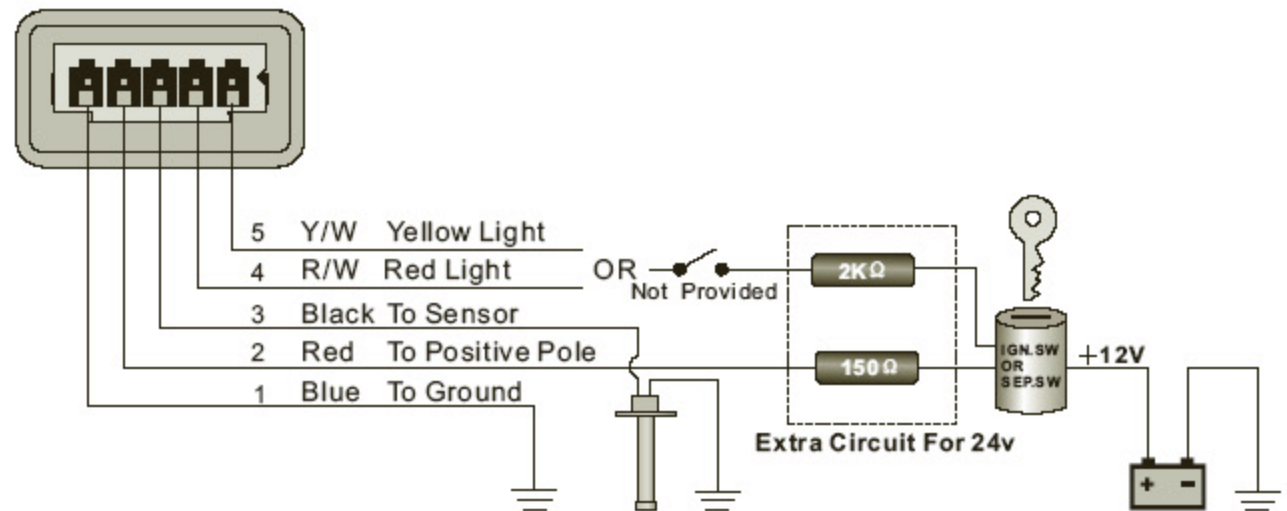 5 Y/W Yellow Light
4 R/W Red Light
OR
Not Provided
2KΩ
3 Black To Sensor
2 Red To Positive Pole
150Ω
IGN.SW
OR
SEP.SW
+12V
1 Blue To Ground
Extra Circuit For 24v
+ -